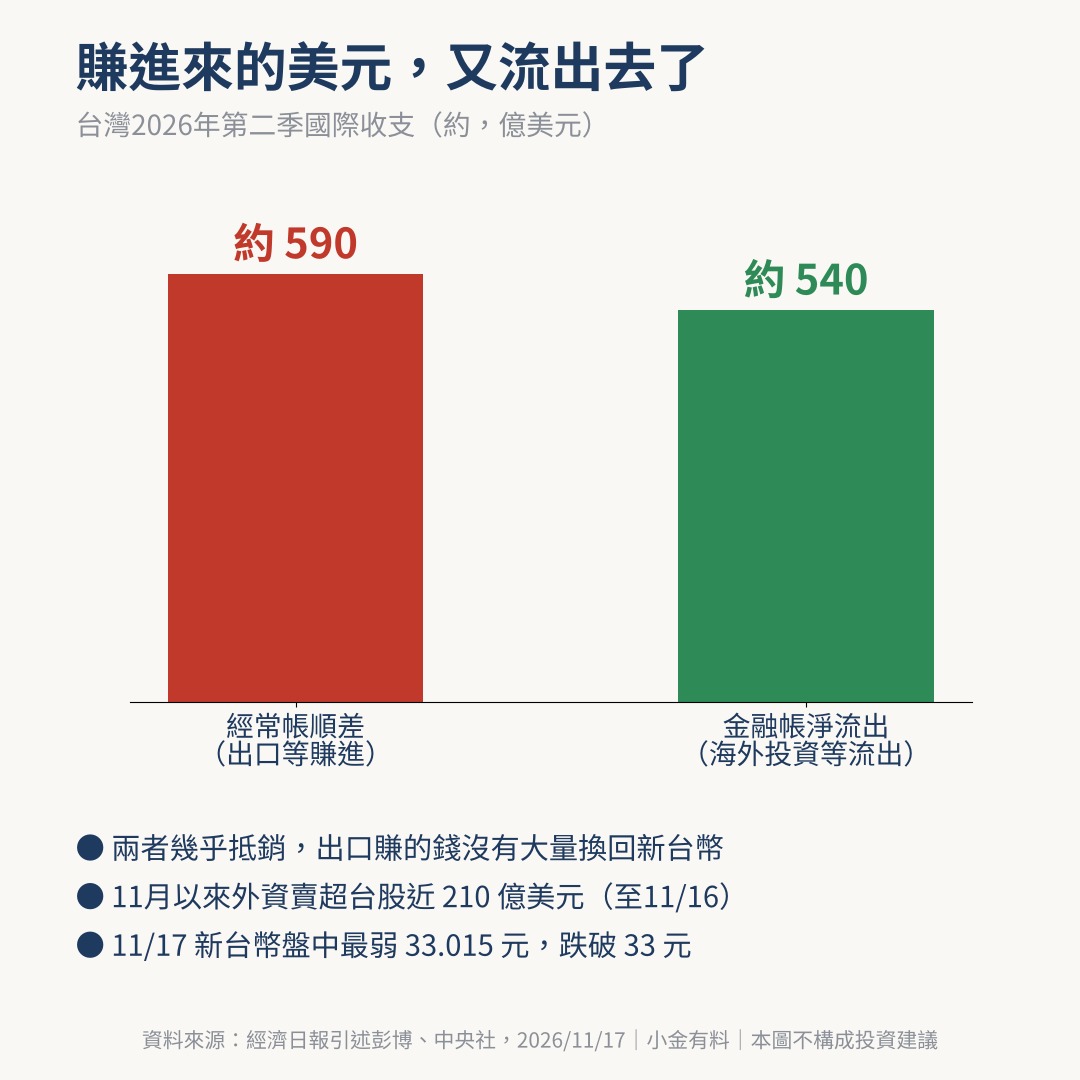 賺進來的美元，又流出去了
台灣2026年第二季國際收支（約，億美元）
約 590
約 540
經常帳順差
（出口等賺進）
金融帳淨流出
（海外投資等流出）
● 兩者幾乎抵銷，出口賺的錢沒有大量換回新台幣
● 11月以來外資賣超台股近 210 億美元（至11/16）
● 11/17 新台幣盤中最弱 33.015 元，跌破 33 元
資料來源：經濟日報引述彭博、中央社，2026/11/17｜小金有料｜本圖不構成投資建議